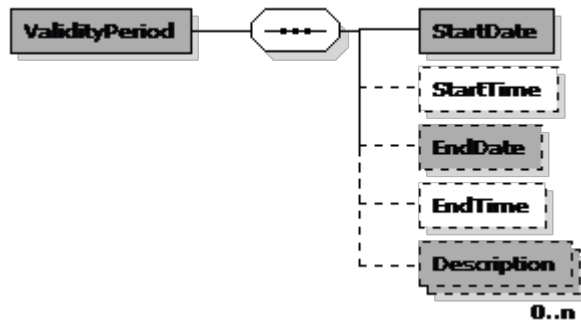 ValidityPeriod
StartDate
StartTime
EndDate
EndTime
Description
0..n